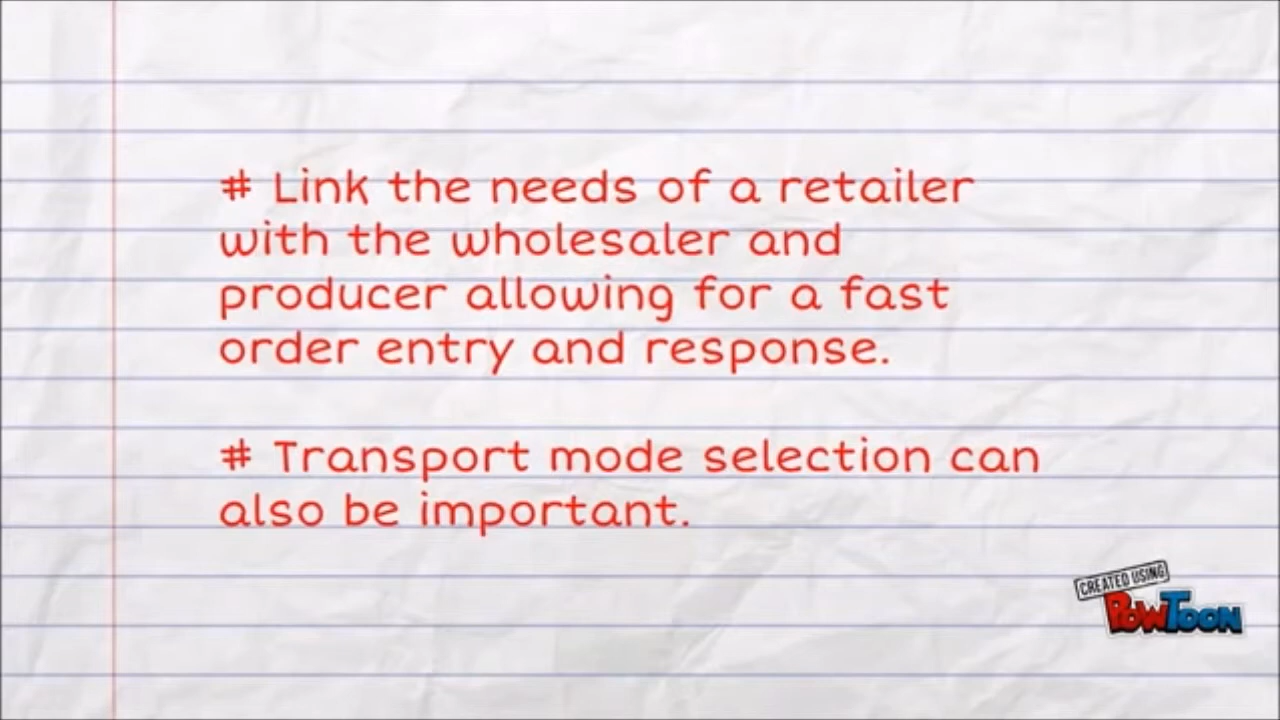 # Link the needs of a retailer
with the wholesaler and
producer allowing for a fast
order entry and response.
# Transport mode selection can
also be important.
CREATED USING
POWTOON